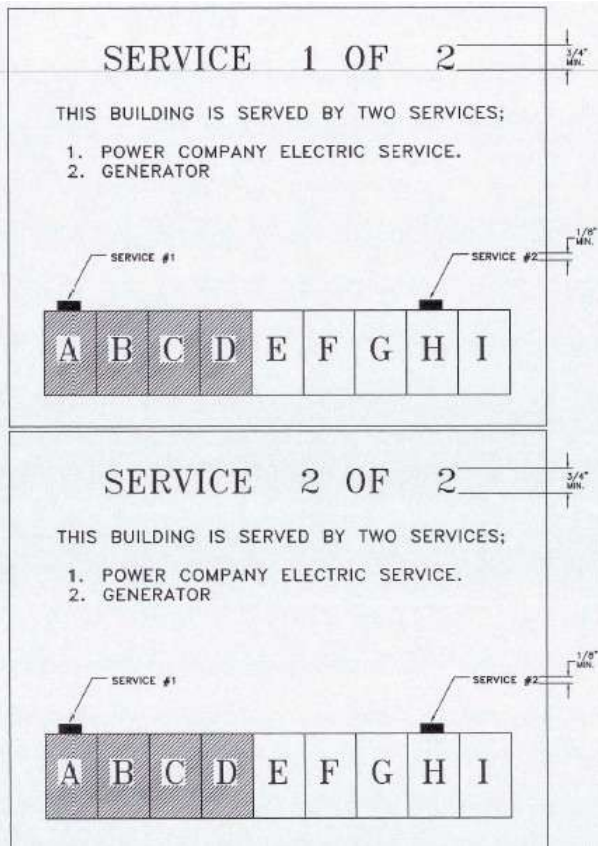 SERVICE 1 OF 2
3/4"
MIN.
THIS BUILDING IS SERVED BY TWO SERVICES;
1. POWER COMPANY ELECTRIC SERVICE.
2. GENERATOR
1/8"
MIN.
SERVICE #1
SERVICE #2
A B C D E F G H I
SERVICE 2 OF 2
3/4"
MIN.
THIS BUILDING IS SERVED BY TWO SERVICES;
1. POWER COMPANY ELECTRIC SERVICE.
2. GENERATOR
1/8"
MIN.
SERVICE #1
SERVICE #2
A B C D E F G H I